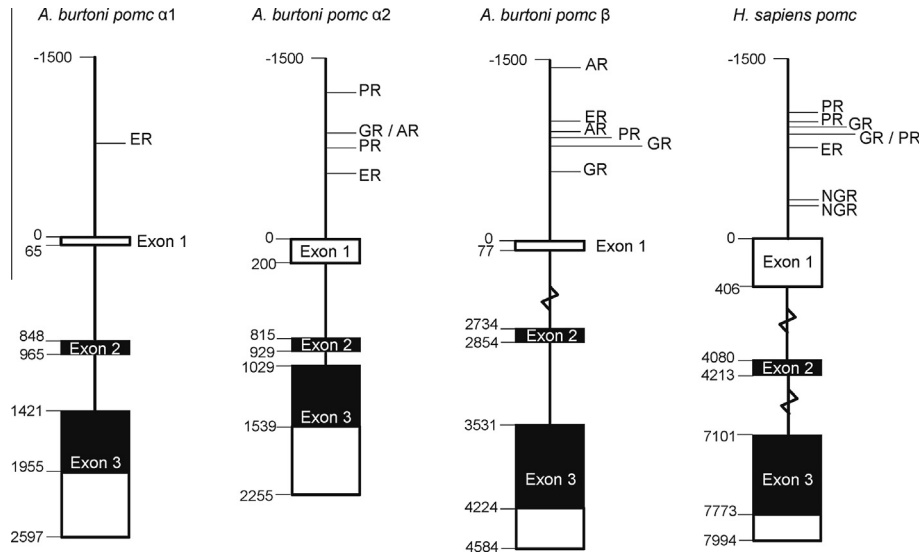 A. burtoni pomc α1
-1500
ER
0
65
Exon 1
848
965
Exon 2
1421
1955
Exon 3
2597
A. burtoni pomc α2
-1500
PR
GR / AR
PR
ER
0
200
Exon 1
815
929
Exon 2
1029
1539
Exon 3
2255
A. burtoni pomc β
-1500
AR
ER
AR
PR
GR
GR
0
77
Exon 1
2734
2854
Exon 2
3531
4224
Exon 3
4584
H. sapiens pomc
-1500
PR
PR
GR
GR / PR
ER
NGR
NGR
0
406
Exon 1
4080
4213
Exon 2
7101
7773
Exon 3
7994